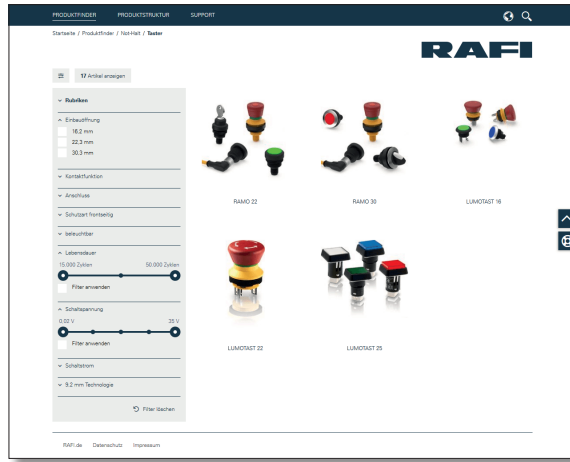 PRODUKTFINDER PRODUKTSTRUKTUR SUPPORT
Startseite / Produktfinder / Not-Halt / Taster
RAFI
17 Artikel anzeigen
Rubriken
Einbauöffnung
16,2 mm
22,3 mm
30,3 mm
Kontaktfunktion
Anschluss
Schutzart frontseitig
beleuchtbar
Lebensdauer
15.000 Zyklen 50.000 Zyklen
Filter anwenden
Schaltspannung
0.02 V 35 V
Filter anwenden
Schaltstrom
9,2 mm Technologie
Filter löschen
RAMO 22 RAMO 30 LUMOTAST 16
LUMOTAST 22 LUMOTAST 25
RAFI.de Datenschutz Impressum